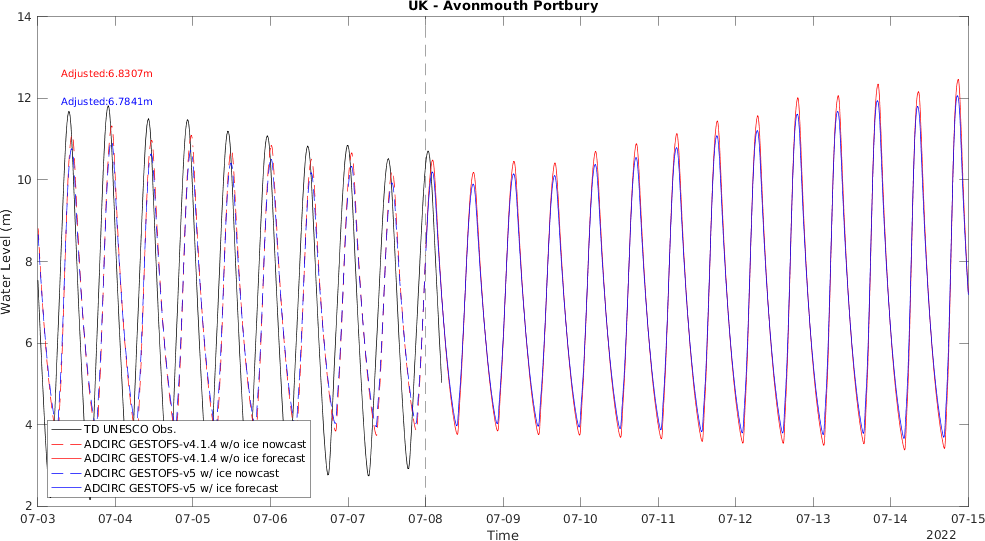 UK - Avonmouth Portbury
14
12
10
8
6
4
2
Water Level (m)
Adjusted:6.8307m
Adjusted:6.7841m
TD UNESCO Obs.
ADCIRC GESTOFS-v4.1.4 w/o ice nowcast
ADCIRC GESTOFS-v4.1.4 w/o ice forecast
ADCIRC GESTOFS-v5 w/ ice nowcast
ADCIRC GESTOFS-v5 w/ ice forecast
07-03 07-04 07-05 07-06 07-07 07-08 07-09 07-10 07-11 07-12 07-13 07-14 07-15
Time
2022